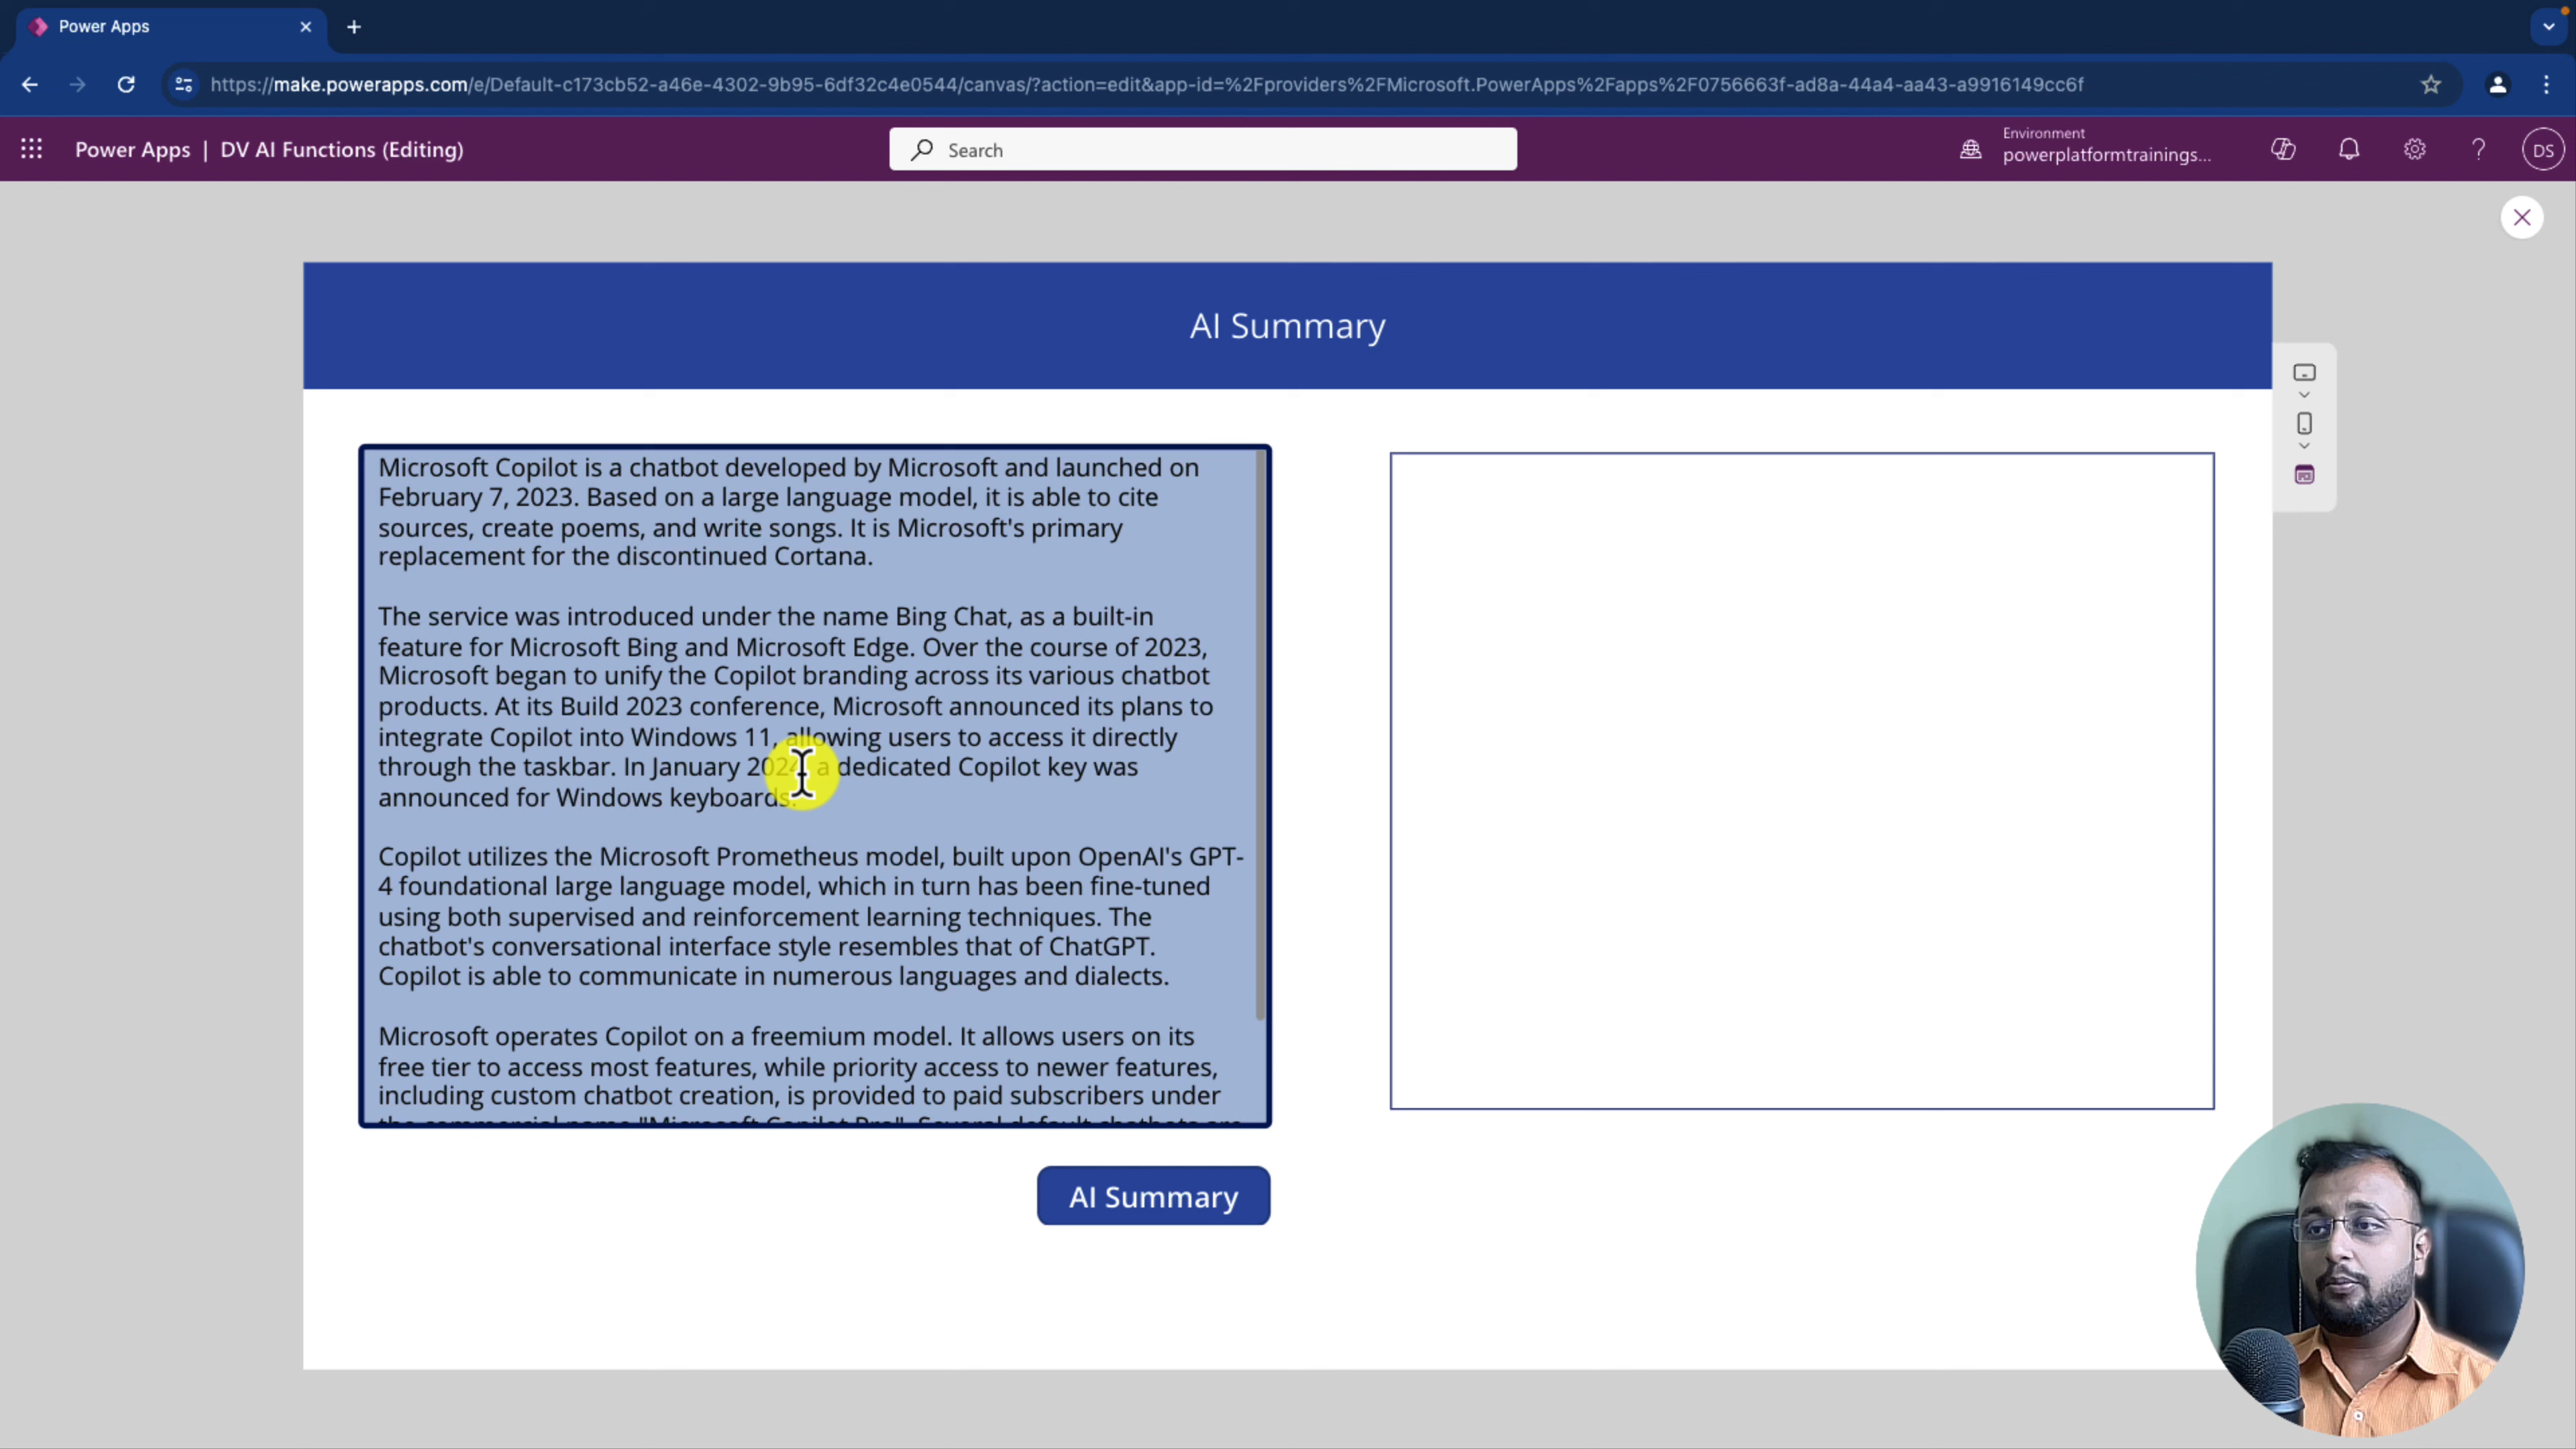 Power Apps
https://make.powerapps.com/e/Default-c173cb52-a46e-4302-9b95-6df32c4e0544/canvas/?action=edit&app-id=%2Fproviders%2FMicrosoft.PowerApps%2Fapps%2F0756663f-ad8a-44a4-aa43-a9916149cc6f
Power Apps | DV AI Functions (Editing)
Search
Environment
powerplatformtrainings...
DS
AI Summary
Microsoft Copilot is a chatbot developed by Microsoft and launched on
February 7, 2023. Based on a large language model, it is able to cite
sources, create poems, and write songs. It is Microsoft's primary
replacement for the discontinued Cortana.
The service was introduced under the name Bing Chat, as a built-in
feature for Microsoft Bing and Microsoft Edge. Over the course of 2023,
Microsoft began to unify the Copilot branding across its various chatbot
products. At its Build 2023 conference, Microsoft announced its plans to
integrate Copilot into Windows 11, allowing users to access it directly
through the taskbar. In January 2024, a dedicated Copilot key was
announced for Windows keyboards.
Copilot utilizes the Microsoft Prometheus model, built upon OpenAI's GPT-
4 foundational large language model, which in turn has been fine-tuned
using both supervised and reinforcement learning techniques. The
chatbot's conversational interface style resembles that of ChatGPT.
Copilot is able to communicate in numerous languages and dialects.
Microsoft operates Copilot on a freemium model. It allows users on its
free tier to access most features, while priority access to newer features,
including custom chatbot creation, is provided to paid subscribers under
the commercial name "Microsoft Copilot Pro". Several default chatbots are
AI Summary